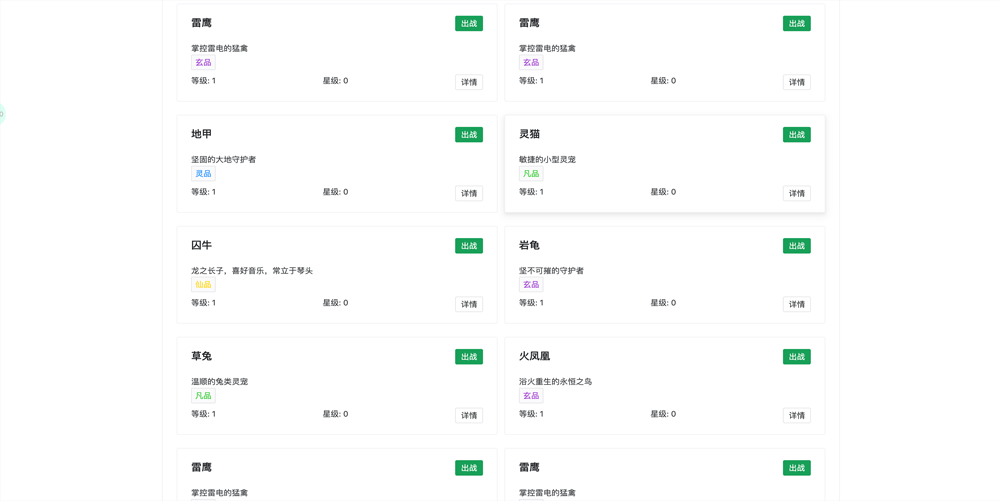 雷鹰
出战
掌控雷电的猛禽
玄品
等级: 1
星级: 0
详情
雷鹰
出战
掌控雷电的猛禽
玄品
等级: 1
星级: 0
详情
地甲
出战
坚固的大地守护者
灵品
等级: 1
星级: 0
详情
灵猫
出战
敏捷的小型灵宠
凡品
等级: 1
星级: 0
详情
囚牛
出战
龙之长子，喜好音乐，常立于琴头
仙品
等级: 1
星级: 0
详情
岩龟
出战
坚不可摧的守护者
玄品
等级: 1
星级: 0
详情
草兔
出战
温顺的兔类灵宠
凡品
等级: 1
星级: 0
详情
火凤凰
出战
浴火重生的永恒之鸟
玄品
等级: 1
星级: 0
详情
雷鹰
出战
掌控雷电的猛禽
雷鹰
出战
掌控雷电的猛禽